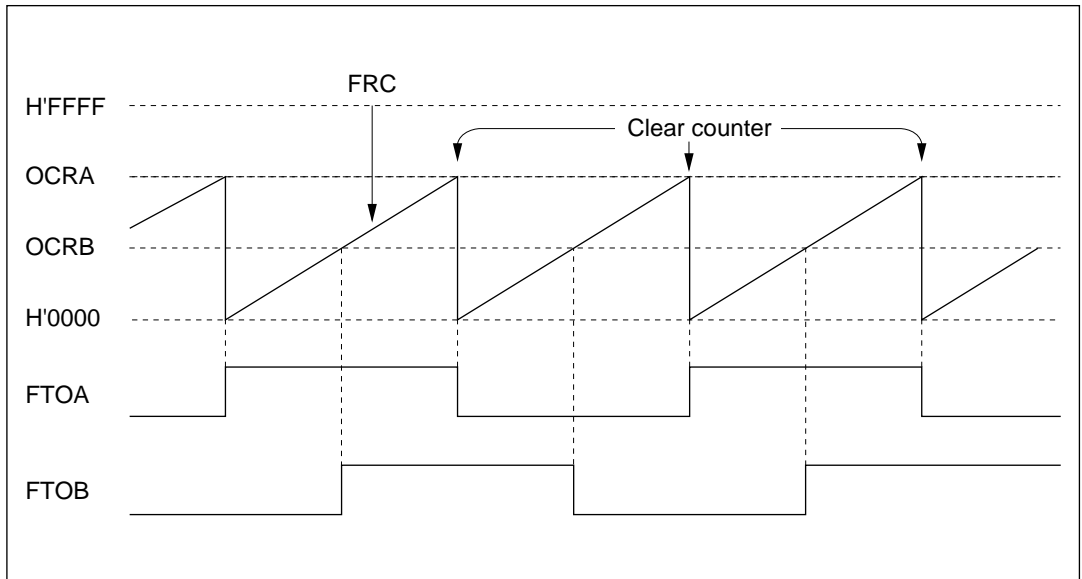 FRC
H'FFFF
Clear counter
OCRA
OCRB
H'0000
FTOA
FTOB